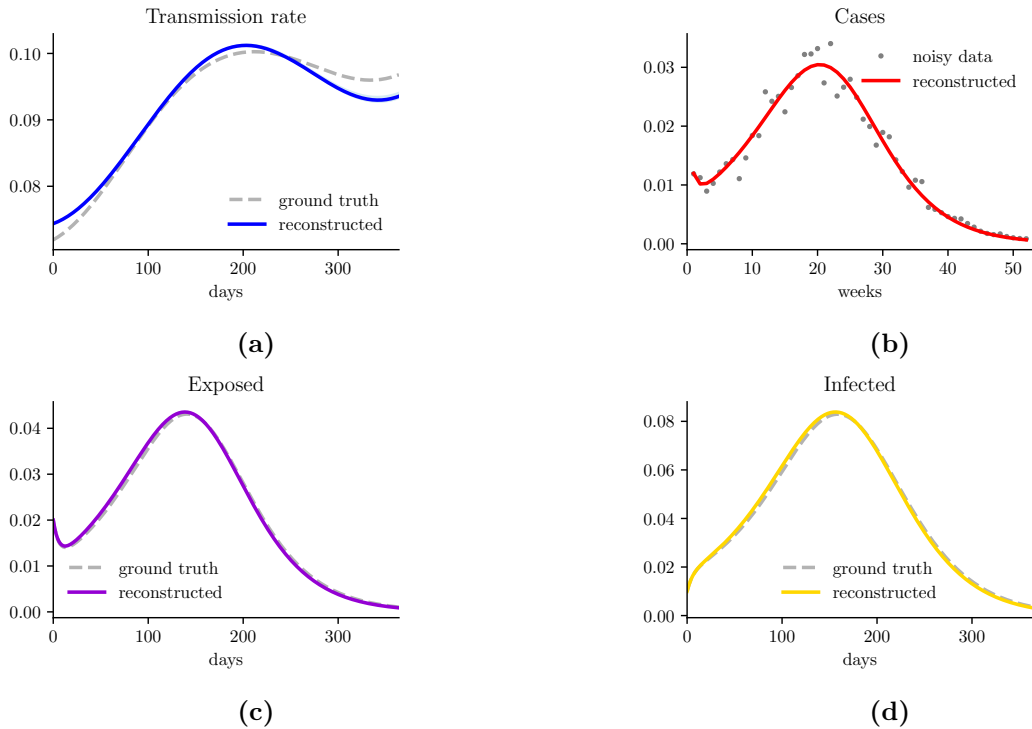 Transmission rate
0.10
0.09
0.08
0 100 200 300
days
ground truth
reconstructed
(a)
Cases
0.03
0.02
0.01
0.00
0 10 20 30 40 50
weeks
noisy data
reconstructed
(b)
Exposed
0.04
0.03
0.02
0.01
0.00
0 100 200 300
days
ground truth
reconstructed
(c)
Infected
0.08
0.06
0.04
0.02
0.00
0 100 200 300
days
ground truth
reconstructed
(d)